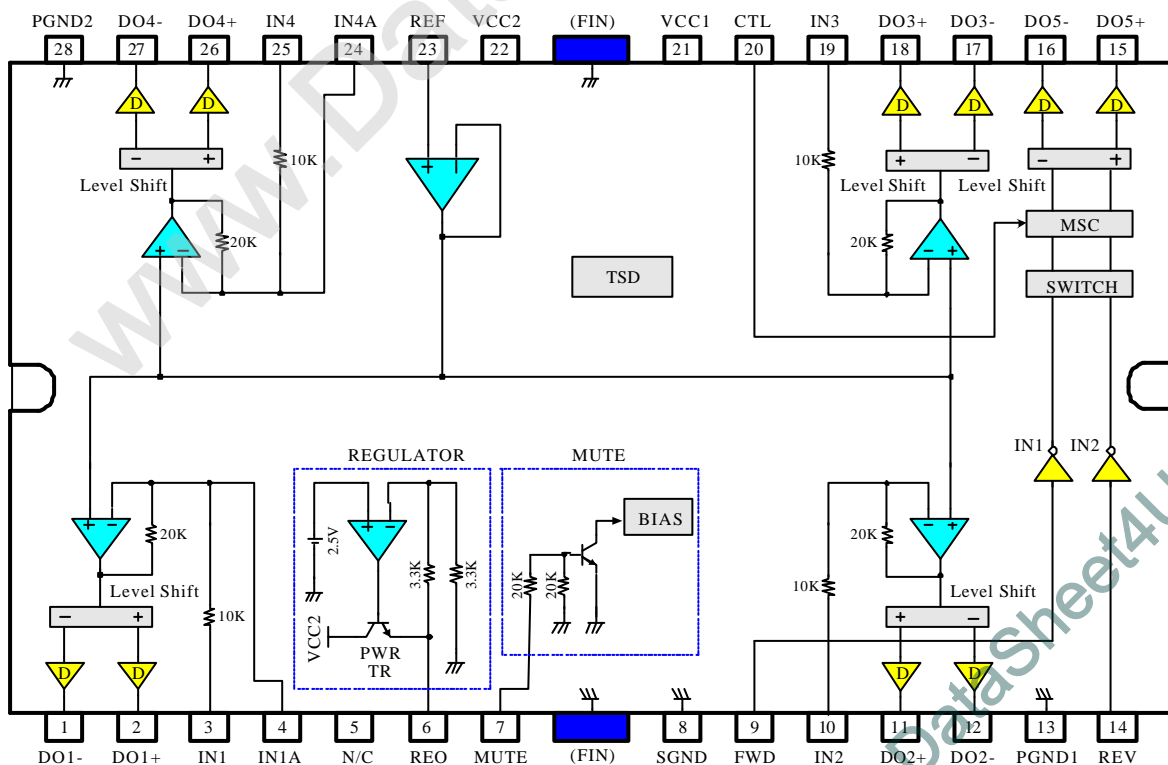 PGND2 DO4- DO4+ IN4 IN4A REF VCC2 (FIN) VCC1 CTL IN3 DO3+ DO3- DO5- DO5+
28 27 26 25 24 23 22 21 20 19 18 17 16 15
D D D D D D
10K 10K
- + + - + - + - - +
Level Shift Level Shift Level Shift
MSC
20K 20K
+ - - +
TSD
SWITCH
www.Data
IN1 IN2
REGULATOR MUTE
BIAS
+ - + - - +
20K 2.5V 3.3K 3.3K 20K 20K 20K
10K
Level Shift Level Shift
- + 10K + -
VCC2
PWR
TR
D D D D
DataSheet4U
1 2 3 4 5 6 7 8 9 10 11 12 13 14
DO1- DO1+ IN1 IN1A N/C REO MUTE (FIN) SGND FWD IN2 DO2+ DO2- PGND1 REV